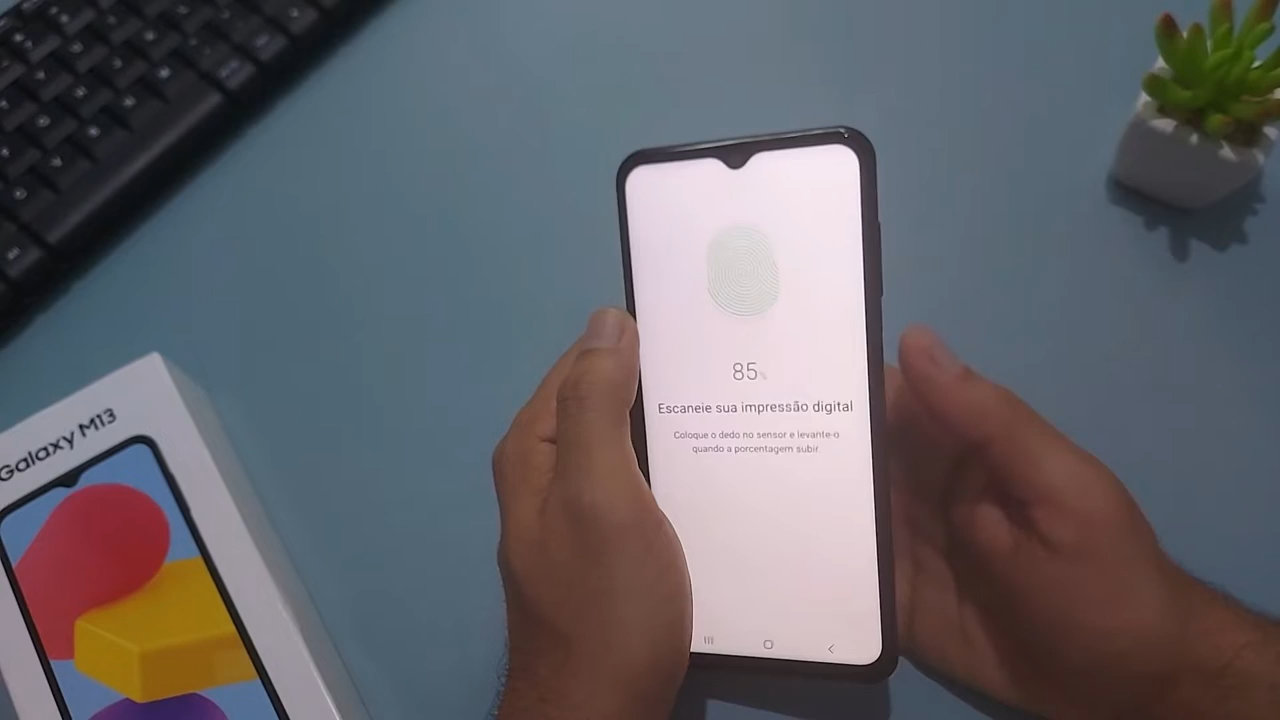 Galaxy M13
85%
Escaneie sua impressão digital
Coloque o dedo no sensor e levante-o
quando a porcentagem subir.